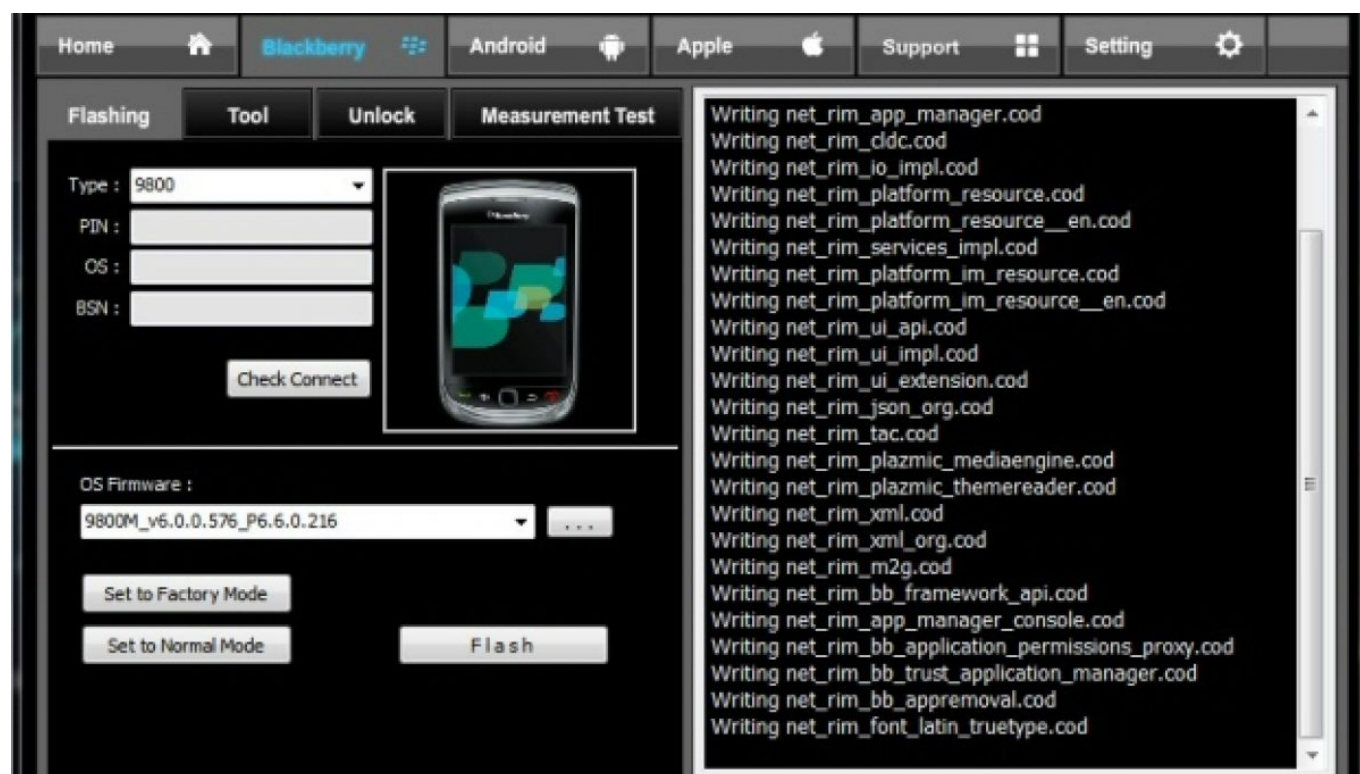 Home Blackberry Android Apple Support Setting
Flashing Tool Unlock Measurement Test
Type : 9800
PIN :
OS :
BSN :
Check Connect
BlackBerry
OS Firmware :
9800M_v6.0.0.576_P6.6.0.216 ...
Set to Factory Mode
Set to Normal Mode Flash
Writing net_rim_app_manager.cod
Writing net_rim_cldc.cod
Writing net_rim_io_impl.cod
Writing net_rim_platform_resource.cod
Writing net_rim_platform_resource__en.cod
Writing net_rim_services_impl.cod
Writing net_rim_platform_im_resource.cod
Writing net_rim_platform_im_resource__en.cod
Writing net_rim_ui_api.cod
Writing net_rim_ui_impl.cod
Writing net_rim_ui_extension.cod
Writing net_rim_json_org.cod
Writing net_rim_tac.cod
Writing net_rim_plazmic_mediaengine.cod
Writing net_rim_plazmic_themereader.cod
Writing net_rim_xml.cod
Writing net_rim_xml_org.cod
Writing net_rim_m2g.cod
Writing net_rim_bb_framework_api.cod
Writing net_rim_app_manager_console.cod
Writing net_rim_bb_application_permissions_proxy.cod
Writing net_rim_bb_trust_application_manager.cod
Writing net_rim_bb_appremoval.cod
Writing net_rim_font_latin_truetype.cod